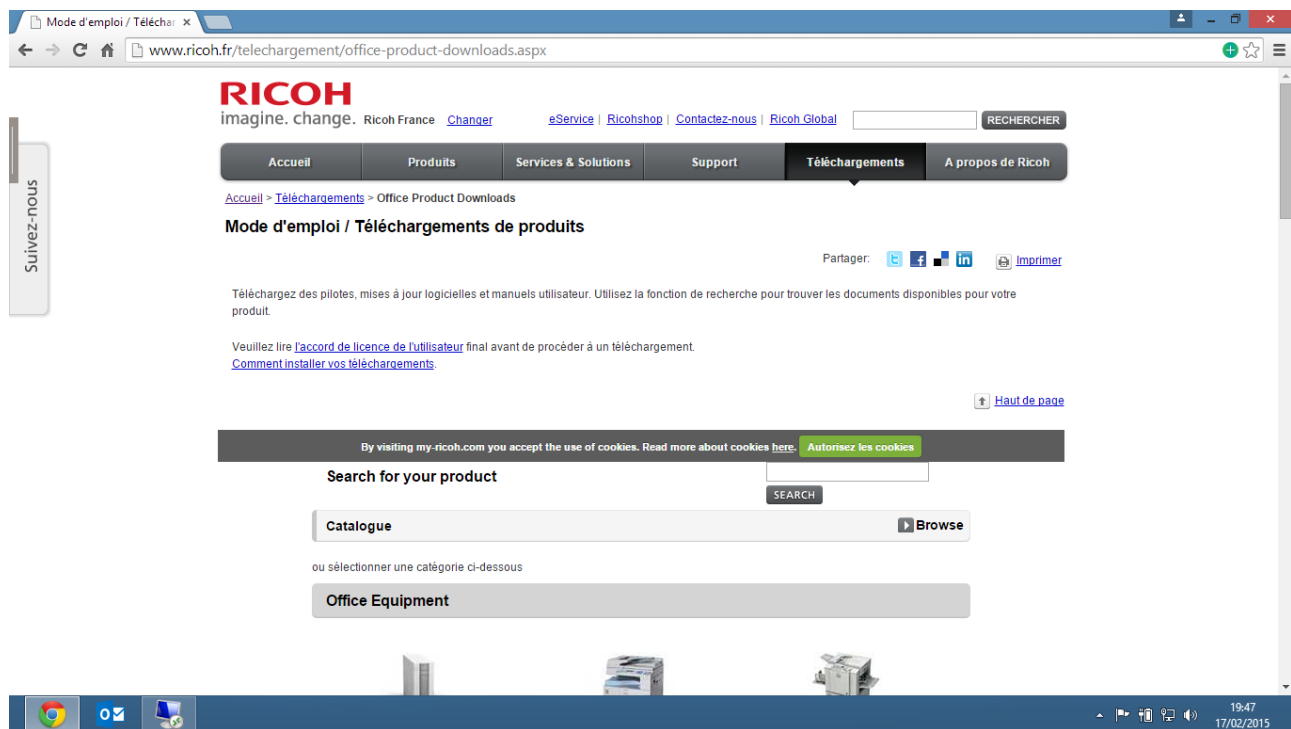 Mode d'emploi / Téléchar
www.ricoh.fr/telechargement/office-product-downloads.aspx
RICOH
imagine. change. Ricoh France Changer eService | Ricohshop | Contactez-nous | Ricoh Global RECHERCHER
Accueil Produits Services & Solutions Support Téléchargements A propos de Ricoh
Suivez-nous
Accueil > Téléchargements > Office Product Downloads
Mode d'emploi / Téléchargements de produits
Partager: Imprimer
Téléchargez des pilotes, mises à jour logicielles et manuels utilisateur. Utilisez la fonction de recherche pour trouver les documents disponibles pour votre
produit.
Veuillez lire l'accord de licence de l'utilisateur final avant de procéder à un téléchargement.
Comment installer vos téléchargements.
Haut de page
By visiting my-ricoh.com you accept the use of cookies. Read more about cookies here. Autorisez les cookies
Search for your product
SEARCH
Catalogue Browse
ou sélectionner une catégorie ci-dessous
Office Equipment
19:47
17/02/2015